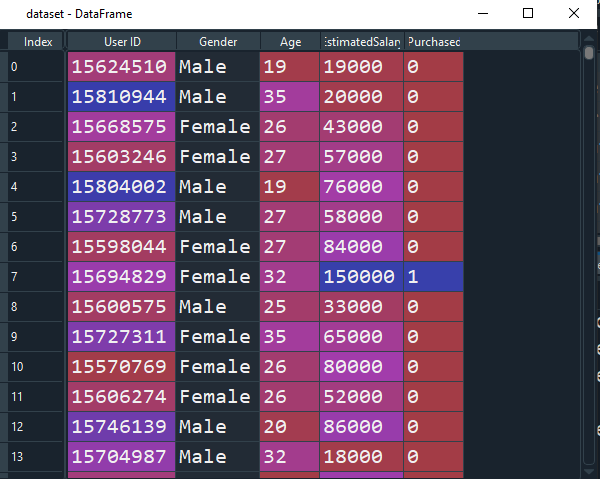 dataset - DataFrame
Index User ID Gender Age EstimatedSalary Purchased
0 15624510 Male 19 19000 0
1 15810944 Male 35 20000 0
2 15668575 Female 26 43000 0
3 15603246 Female 27 57000 0
4 15804002 Male 19 76000 0
5 15728773 Male 27 58000 0
6 15598044 Female 27 84000 0
7 15694829 Female 32 150000 1
8 15600575 Male 25 33000 0
9 15727311 Female 35 65000 0
10 15570769 Female 26 80000 0
11 15606274 Female 26 52000 0
12 15746139 Male 20 86000 0
13 15704987 Male 32 18000 0